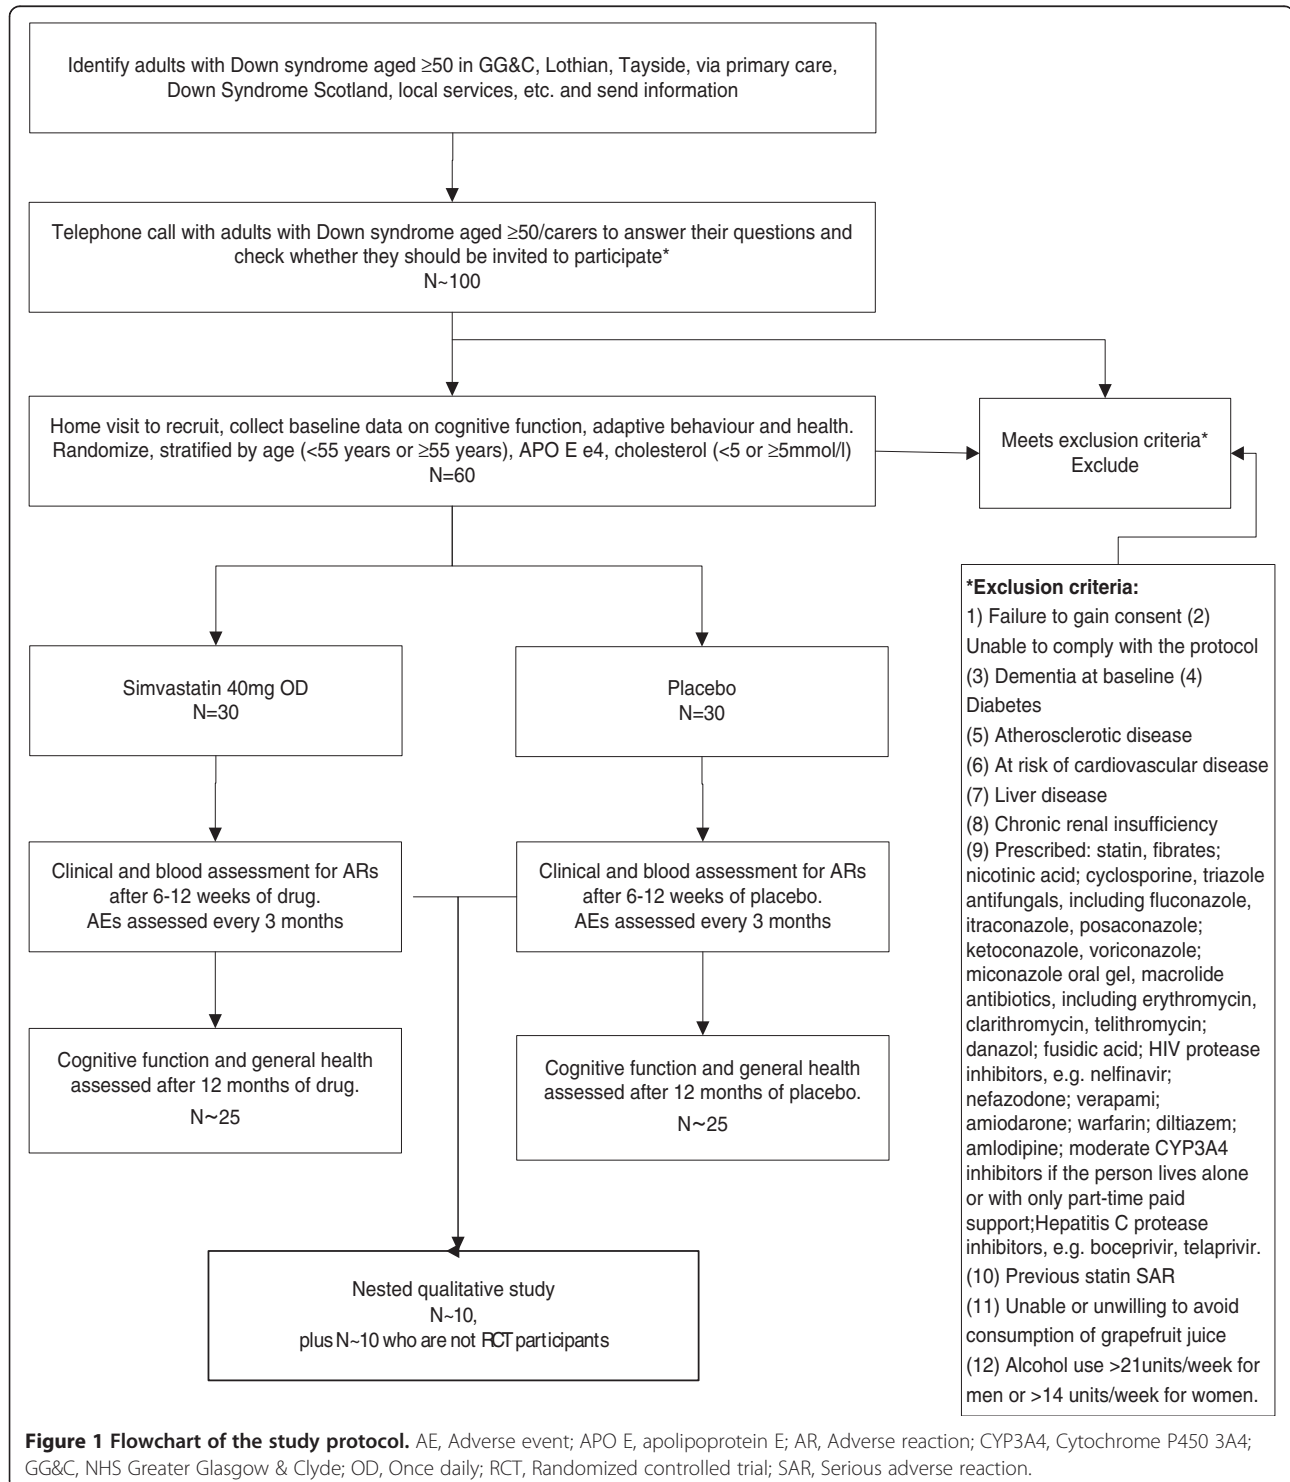 Identify adults with Down syndrome aged ≥50 in GG&C, Lothian, Tayside, via primary care,
Down Syndrome Scotland, local services, etc. and send information
Telephone call with adults with Down syndrome aged ≥50/carers to answer their questions and
check whether they should be invited to participate*
N~100
Home visit to recruit, collect baseline data on cognitive function, adaptive behaviour and health.
Randomize, stratified by age (<55 years or ≥55 years), APO E e4, cholesterol (<5 or ≥5mmol/l)
N=60
Meets exclusion criteria*
Exclude
Simvastatin 40mg OD
N=30
Placebo
N=30
Clinical and blood assessment for ARs
after 6-12 weeks of drug.
AEs assessed every 3 months
Clinical and blood assessment for ARs
after 6-12 weeks of placebo.
AEs assessed every 3 months
Cognitive function and general health
assessed after 12 months of drug.
N~25
Cognitive function and general health
assessed after 12 months of placebo.
N~25
Nested qualitative study
N~10,
plus N~10 who are not RCT participants
*Exclusion criteria:
1) Failure to gain consent (2)
Unable to comply with the protocol
(3) Dementia at baseline (4)
Diabetes
(5) Atherosclerotic disease
(6) At risk of cardiovascular disease
(7) Liver disease
(8) Chronic renal insufficiency
(9) Prescribed: statin, fibrates;
nicotinic acid; cyclosporine, triazole
antifungals, including fluconazole,
itraconazole, posaconazole;
ketoconazole, voriconazole;
miconazole oral gel, macrolide
antibiotics, including erythromycin,
clarithromycin, telithromycin;
danazol; fusidic acid; HIV protease
inhibitors, e.g. nelfinavir;
nefazodone; verapami;
amiodarone; warfarin; diltiazem;
amlodipine; moderate CYP3A4
inhibitors if the person lives alone
or with only part-time paid
support;Hepatitis C protease
inhibitors, e.g. boceprivir, telaprivir.
(10) Previous statin SAR
(11) Unable or unwilling to avoid
consumption of grapefruit juice
(12) Alcohol use >21units/week for
men or >14 units/week for women.
Figure 1 Flowchart of the study protocol. AE, Adverse event; APO E, apolipoprotein E; AR, Adverse reaction; CYP3A4, Cytochrome P450 3A4;
GG&C, NHS Greater Glasgow & Clyde; OD, Once daily; RCT, Randomized controlled trial; SAR, Serious adverse reaction.